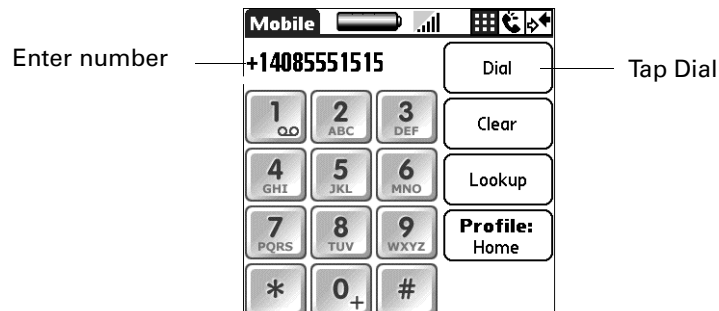 Mobile
Enter number
+14085551515
Dial
Tap Dial
1
2 ABC
3 DEF
Clear
4 GHI
5 JKL
6 MNO
Lookup
7 PQRS
8 TUV
9 WXYZ
Profile:
Home
*
0+
#